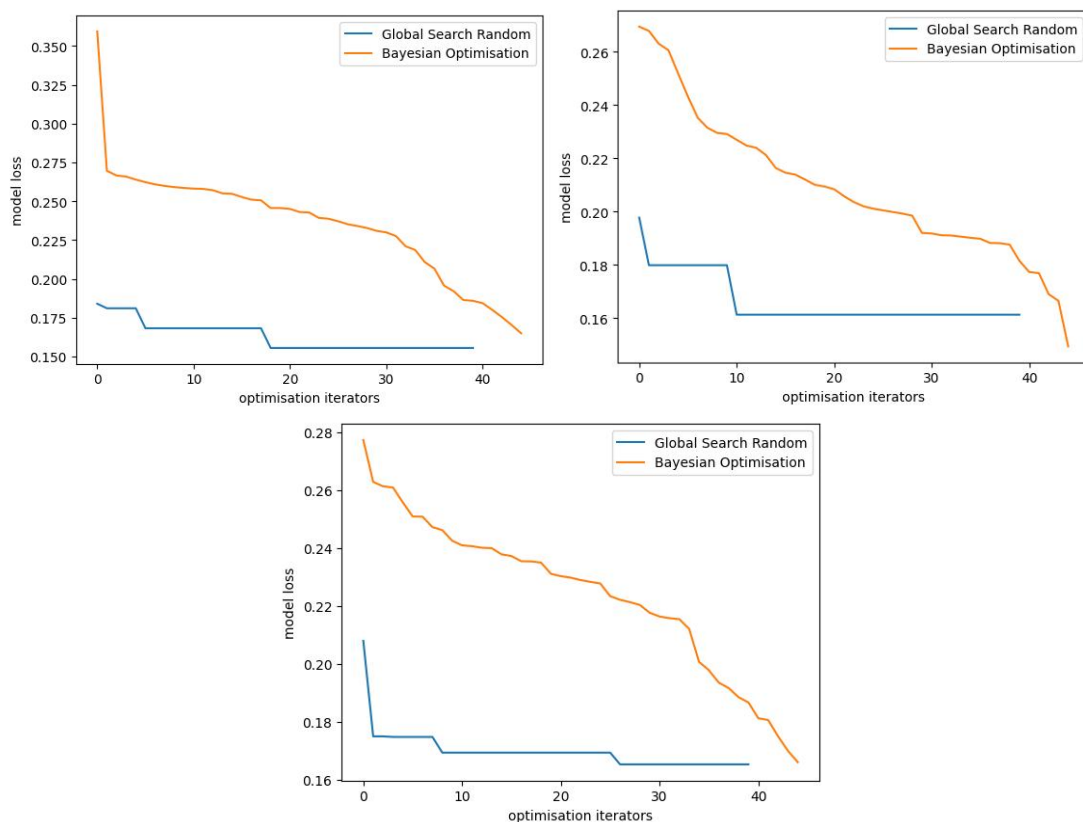 Global Search Random
Bayesian Optimisation
0.350
0.325
0.300
0.275
0.250
0.225
0.200
0.175
0.150
model loss
0 10 20 30 40
optimisation iterators
Global Search Random
Bayesian Optimisation
0.26
0.24
0.22
0.20
0.18
0.16
model loss
0 10 20 30 40
optimisation iterators
Global Search Random
Bayesian Optimisation
0.28
0.26
0.24
0.22
0.20
0.18
0.16
model loss
0 10 20 30 40
optimisation iterators